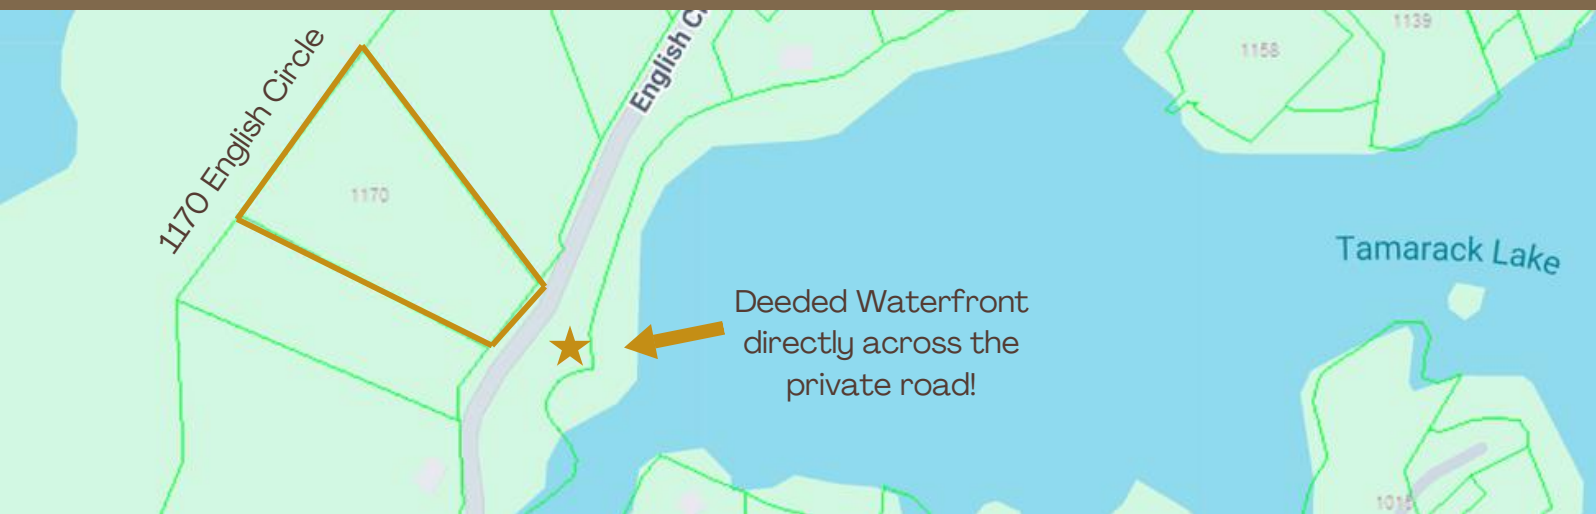 1170 English Circle
English Ci
1139
1158
1170
Tamarack Lake
Deeded Waterfront
directly across the
private road!